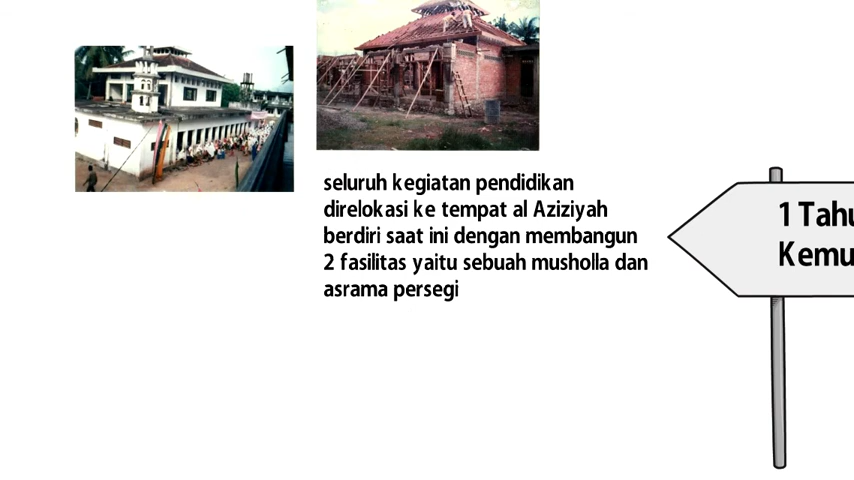 seluruh kegiatan pendidikan
direlokasi ke tempat al Aziziyah
berdiri saat ini dengan membangun
2 fasilitas yaitu sebuah musholla dan
asrama persegi
1 Tahu
Kemu